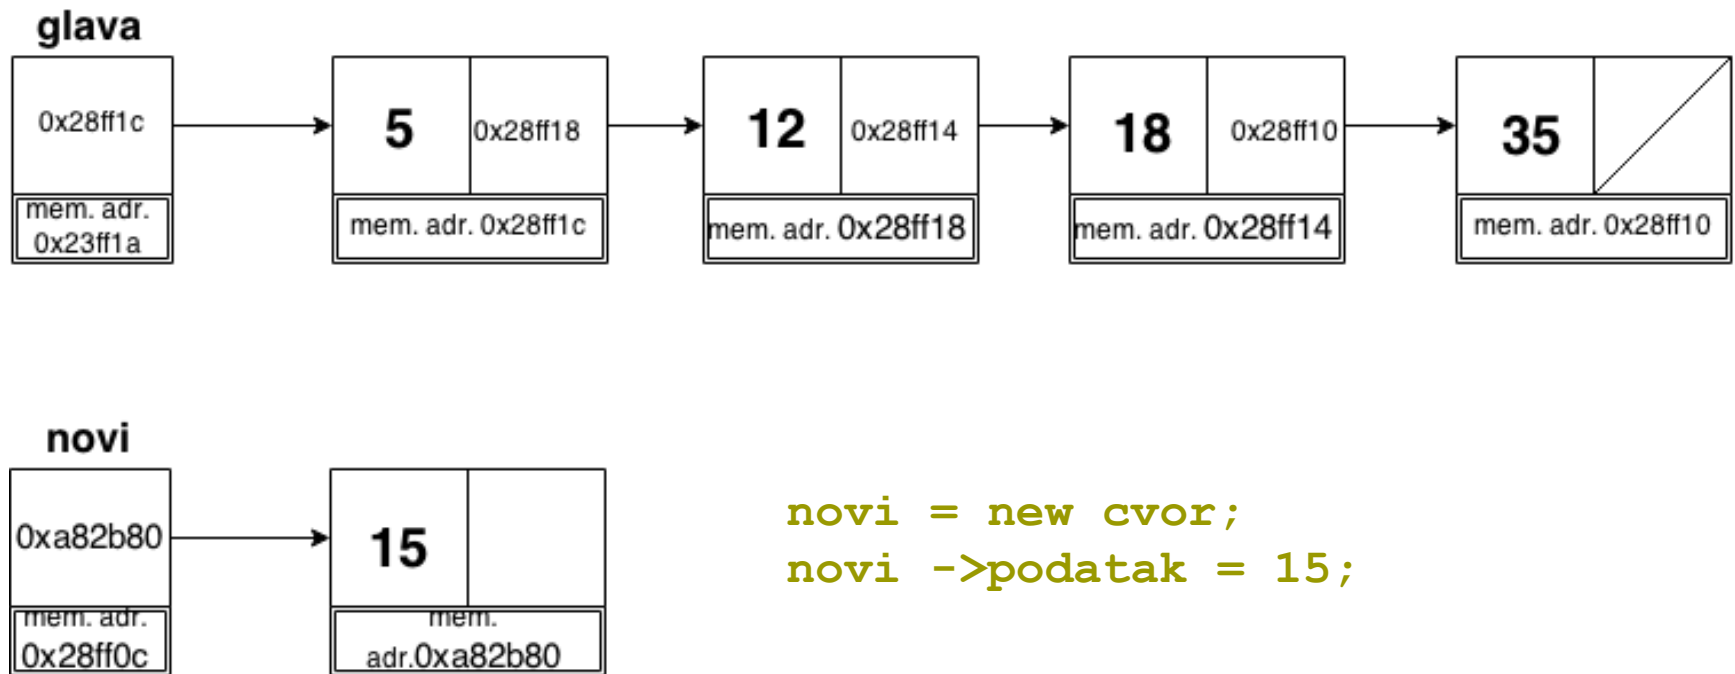 glava
0x28ff1c
5 0x28ff18
12 0x28ff14
18 0x28ff10
35
mem. adr.
0x23ff1a
mem. adr. 0x28ff1c
mem. adr. 0x28ff18
mem. adr. 0x28ff14
mem. adr. 0x28ff10
novi
0xa82b80
15
mem. adr.
0x28ff0c
mem.
adr.0xa82b80
novi = new cvor;
novi ->podatak = 15;